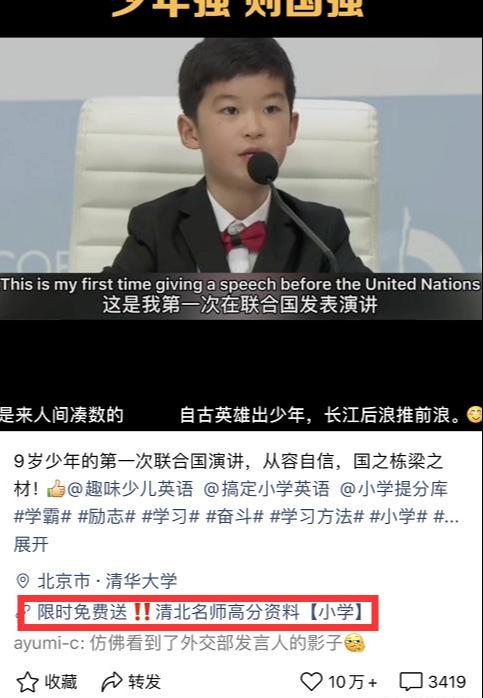 少年强 则国强
This is my first time giving a speech before the United Nations
这是我第一次在联合国发表演讲
是来人间凑数的 自古英雄出少年，长江后浪推前浪。
9岁少年的第一次联合国演讲，从容自信，国之栋梁之
材！👍@趣味少儿英语 @搞定小学英语 @小学提分库
#学霸# #励志# #学习# #奋斗# #学习方法# #小学# #...
展开
北京市·清华大学
限时免费送‼️清北名师高分资料【小学】
ayumi-c: 仿佛看到了外交部发言人的影子
收藏 转发 10万+ 3419